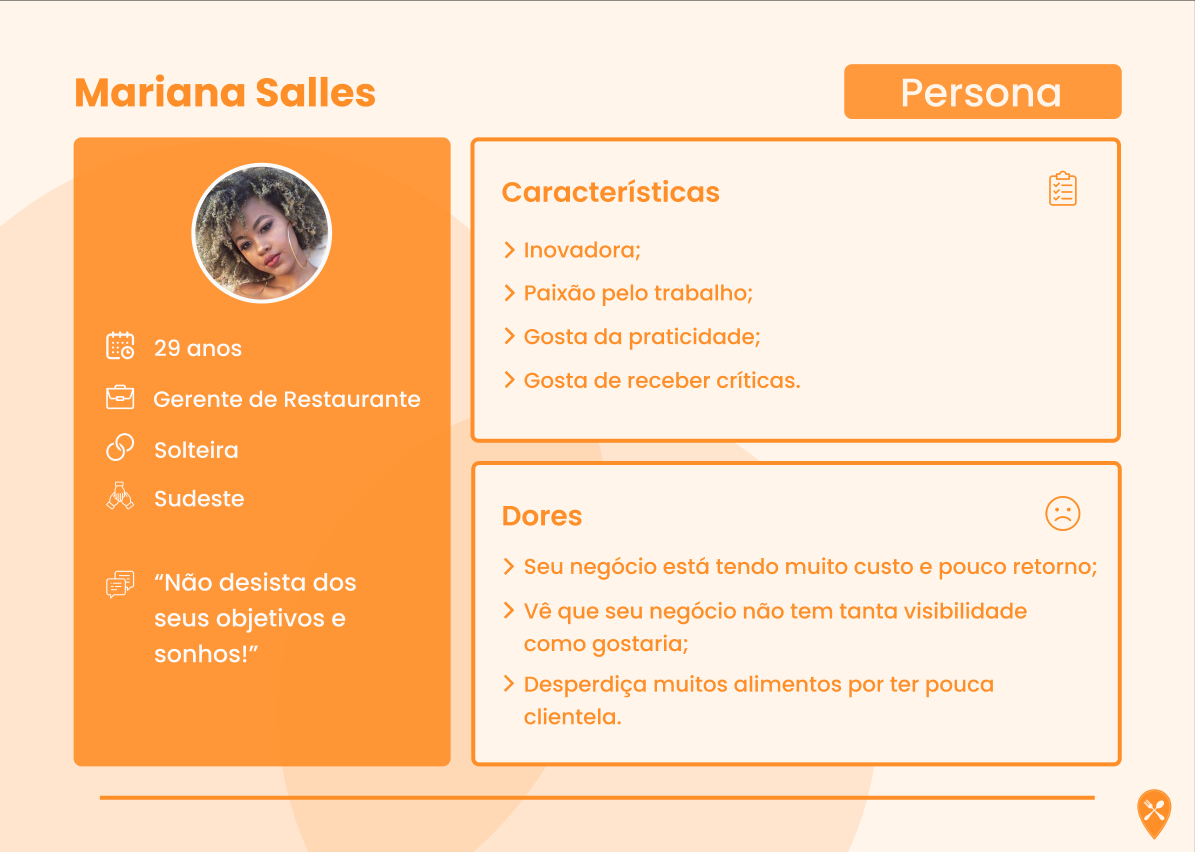 Mariana Salles
Persona
29 anos
Gerente de Restaurante
Solteira
Sudeste
“Não desista dos
seus objetivos e
sonhos!”
Características
Inovadora;
Paixão pelo trabalho;
Gosta da praticidade;
Gosta de receber críticas.
Dores
Seu negócio está tendo muito custo e pouco retorno;
Vê que seu negócio não tem tanta visibilidade
como gostaria;
Desperdiça muitos alimentos por ter pouca
clientela.